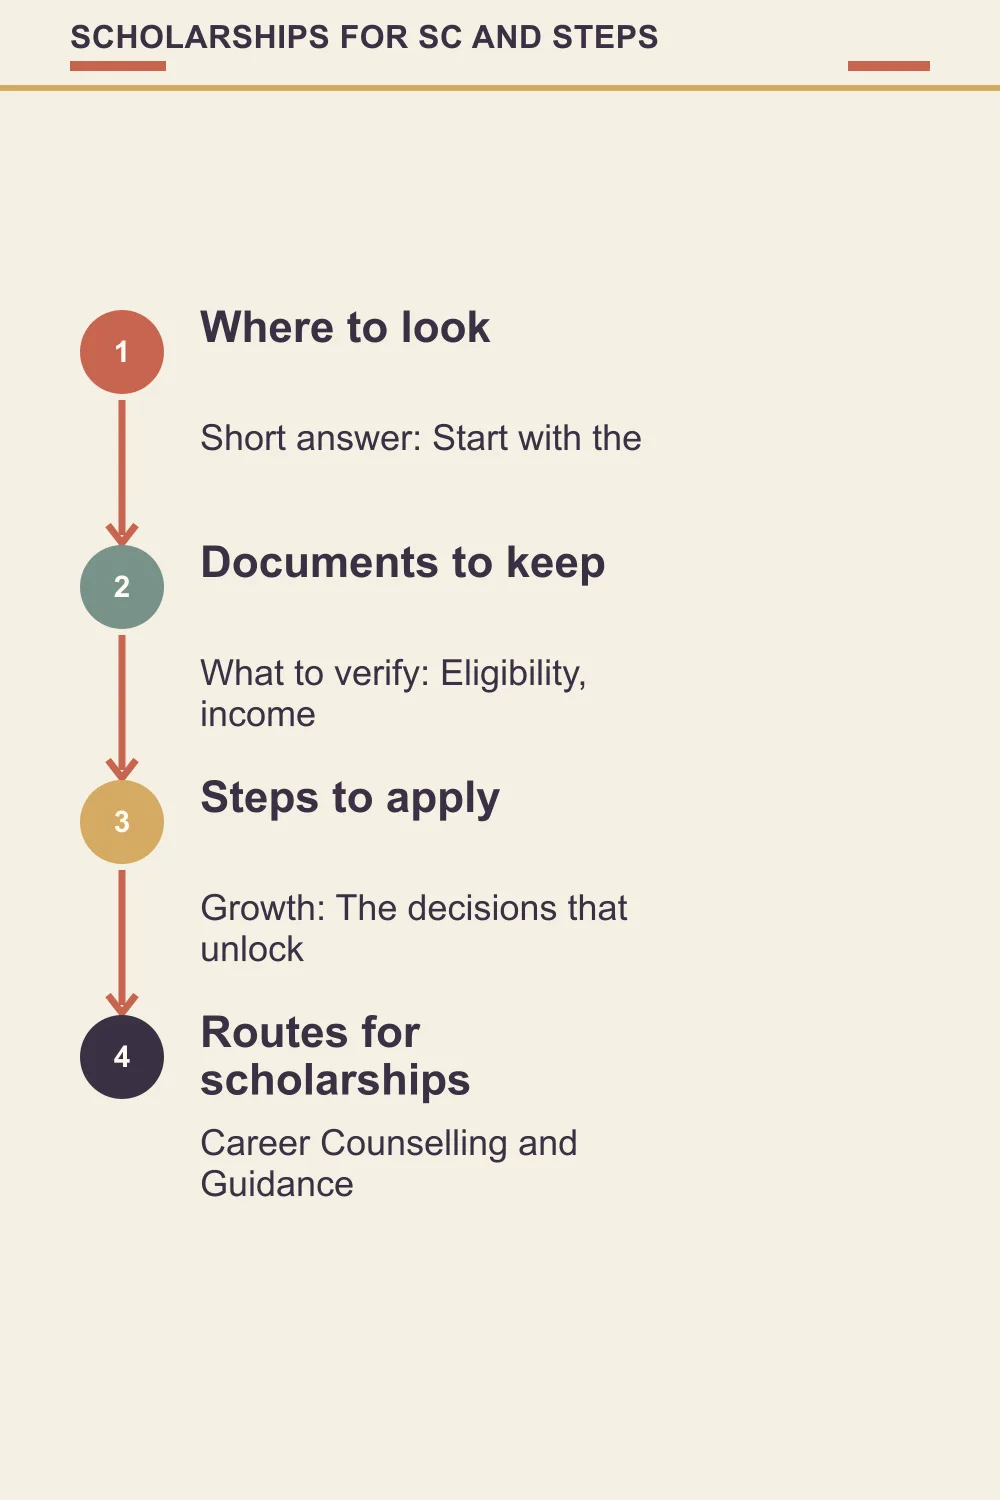 SCHOLARSHIPS FOR SC AND STEPS
1
Where to look
Short answer: Start with the
2
Documents to keep
What to verify: Eligibility,
income
3
Steps to apply
Growth: The decisions that
unlock
4
Routes for
scholarships
Career Counselling and
Guidance